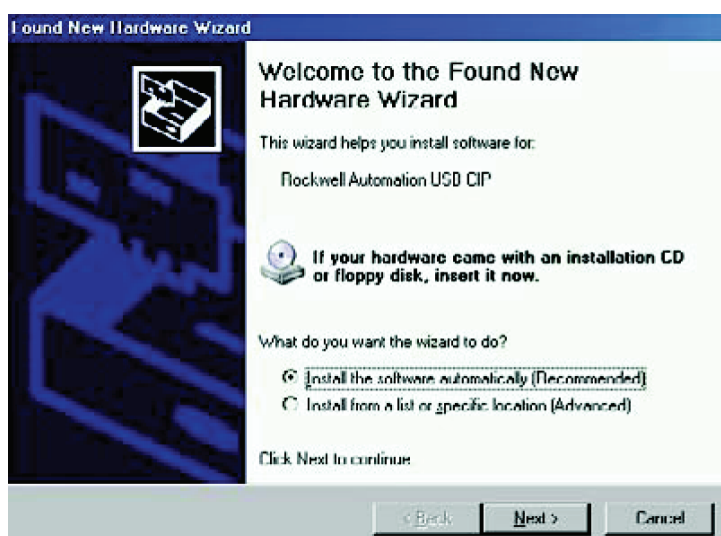 Found New Hardware Wizard
Welcome to the Found New
Hardware Wizard
This wizard helps you install software for:
Rockwell Automation USB CIP
If your hardware came with an installation CD
or floppy disk, insert it now.
What do you want the wizard to do?
Install the software automatically (Recommended)
Install from a list or specific location (Advanced)
Click Next to continue
< Back Next > Cancel